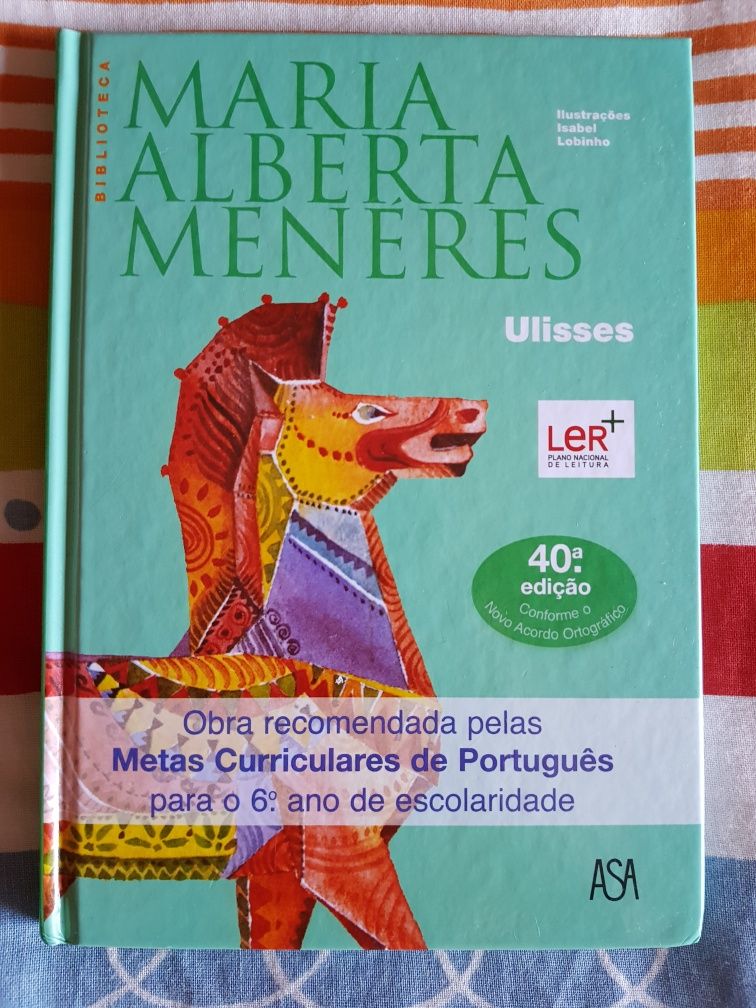 BIBLIOTECA
MARIA
ALBERTA
MENÉRES
Ilustrações
Isabel
Lobinho
Ulisses
LeR+
PLANO NACIONAL
DE LEITURA
40.ª
edição
Conforme o
Novo Acordo Ortográfico
Obra recomendada pelas
Metas Curriculares de Português
para o 6.º ano de escolaridade
ASA